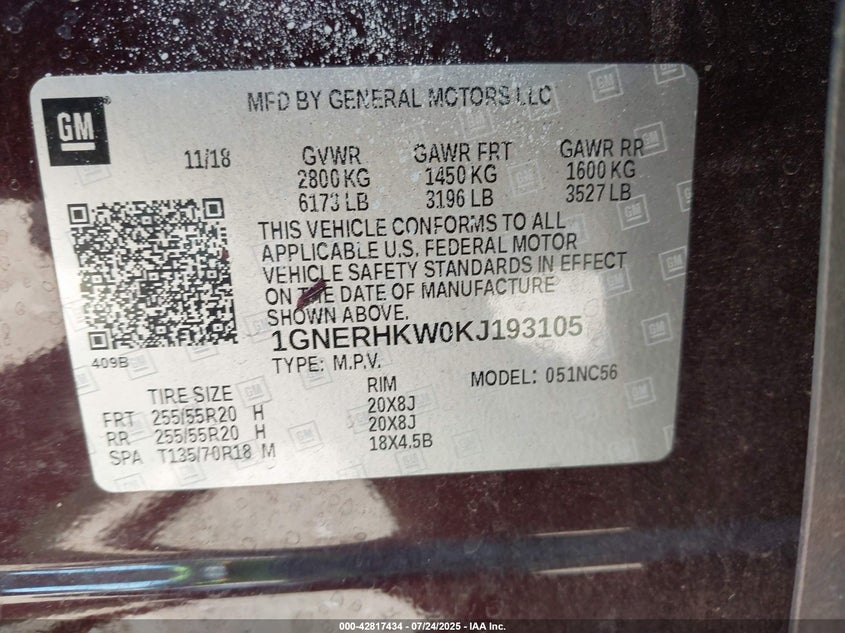 MFD BY GENERAL MOTORS LLC
GM
11/18 GVWR GAWR FRT GAWR RR
2800 KG 1450 KG 1600 KG
6173 LB 3196 LB 3527 LB
THIS VEHICLE CONFORMS TO ALL
APPLICABLE U.S. FEDERAL MOTOR
VEHICLE SAFETY STANDARDS IN EFFECT
ON THE DATE OF MANUFACTURE
SHOWN ABOVE.
1GNERHKW0KJ193105
409B
TYPE: M.P.V.
MODEL: 051NC56
TIRE SIZE RIM
FRT 255/55R20 H 20X8J
RR 255/55R20 H 20X8J
SPA T135/70R18 M 18X4.5B
000-42817434 - 07/24/2025 - IAA Inc.